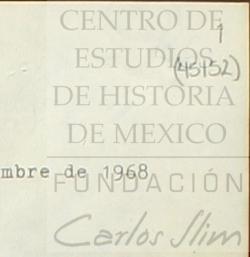 CENTRO DE
1
ESTUDIOS
(45152)
DE HISTORIA
DE MEXICO
mbre de 1968
FUNDACIÓN
Carlos Slim